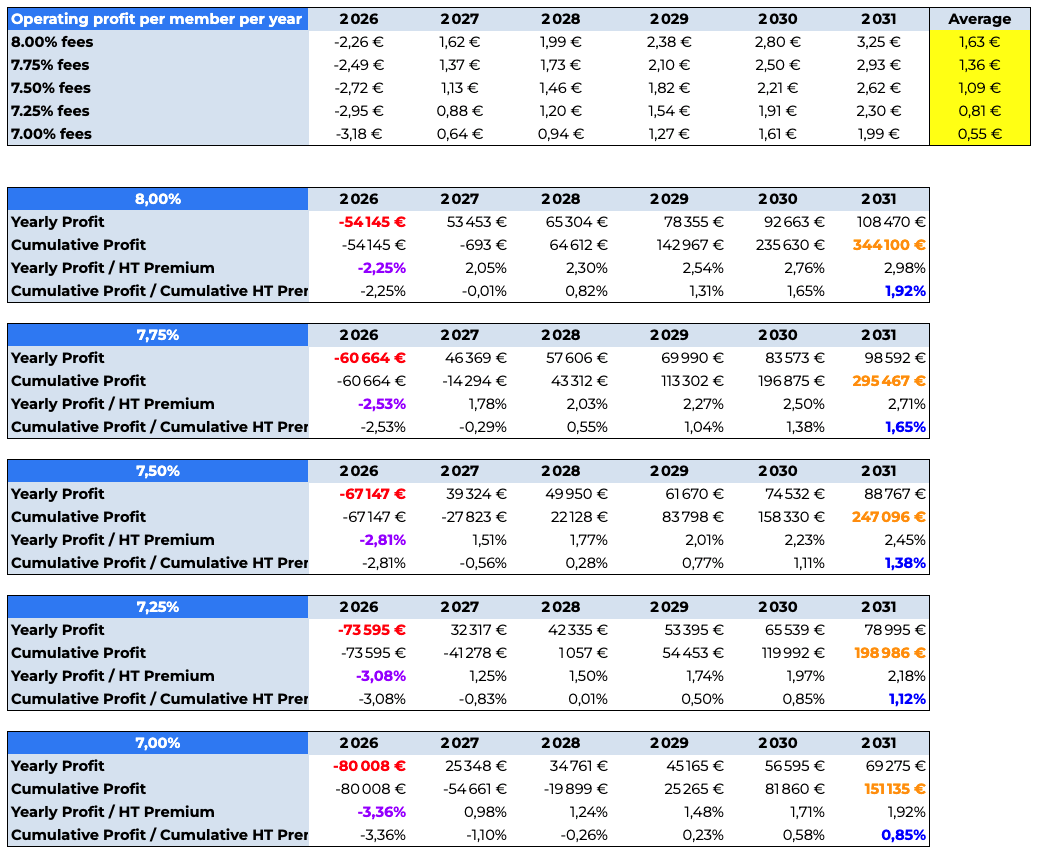 Operating profit per member per year 2026 2027 2028 2029 2030 2031 Average
8.00% fees -2,26 € 1,62 € 1,99 € 2,38 € 2,80 € 3,25 € 1,63 €
7.75% fees -2,49 € 1,37 € 1,73 € 2,10 € 2,50 € 2,93 € 1,36 €
7.50% fees -2,72 € 1,13 € 1,46 € 1,82 € 2,21 € 2,62 € 1,09 €
7.25% fees -2,95 € 0,88 € 1,20 € 1,54 € 1,91 € 2,30 € 0,81 €
7.00% fees -3,18 € 0,64 € 0,94 € 1,27 € 1,61 € 1,99 € 0,55 €
8,00% 2026 2027 2028 2029 2030 2031
Yearly Profit -54 145 € 53 453 € 65 304 € 78 355 € 92 663 € 108 470 €
Cumulative Profit -54 145 € -693 € 64 612 € 142 967 € 235 630 € 344 100 €
Yearly Profit / HT Premium -2,25% 2,05% 2,30% 2,54% 2,76% 2,98%
Cumulative Profit / Cumulative HT Prer -2,25% -0,01% 0,82% 1,31% 1,65% 1,92%
7,75% 2026 2027 2028 2029 2030 2031
Yearly Profit -60 664 € 46 369 € 57 606 € 69 990 € 83 573 € 98 592 €
Cumulative Profit -60 664 € -14 294 € 43 312 € 113 302 € 196 875 € 295 467 €
Yearly Profit / HT Premium -2,53% 1,78% 2,03% 2,27% 2,50% 2,71%
Cumulative Profit / Cumulative HT Prer -2,53% -0,29% 0,55% 1,04% 1,38% 1,65%
7,50% 2026 2027 2028 2029 2030 2031
Yearly Profit -67 147 € 39 324 € 49 950 € 61 670 € 74 532 € 88 767 €
Cumulative Profit -67 147 € -27 823 € 22 128 € 83 798 € 158 330 € 247 096 €
Yearly Profit / HT Premium -2,81% 1,51% 1,77% 2,01% 2,23% 2,45%
Cumulative Profit / Cumulative HT Prer -2,81% -0,56% 0,28% 0,77% 1,11% 1,38%
7,25% 2026 2027 2028 2029 2030 2031
Yearly Profit -73 595 € 32 317 € 42 335 € 53 395 € 65 539 € 78 995 €
Cumulative Profit -73 595 € -41 278 € 1 057 € 54 453 € 119 992 € 198 986 €
Yearly Profit / HT Premium -3,08% 1,25% 1,50% 1,74% 1,97% 2,18%
Cumulative Profit / Cumulative HT Prer -3,08% -0,83% 0,01% 0,50% 0,85% 1,12%
7,00% 2026 2027 2028 2029 2030 2031
Yearly Profit -80 008 € 25 348 € 34 761 € 45 165 € 56 595 € 69 275 €
Cumulative Profit -80 008 € -54 661 € -19 899 € 25 265 € 81 860 € 151 135 €
Yearly Profit / HT Premium -3,36% 0,98% 1,24% 1,48% 1,71% 1,92%
Cumulative Profit / Cumulative HT Prer -3,36% -1,10% -0,26% 0,23% 0,58% 0,85%